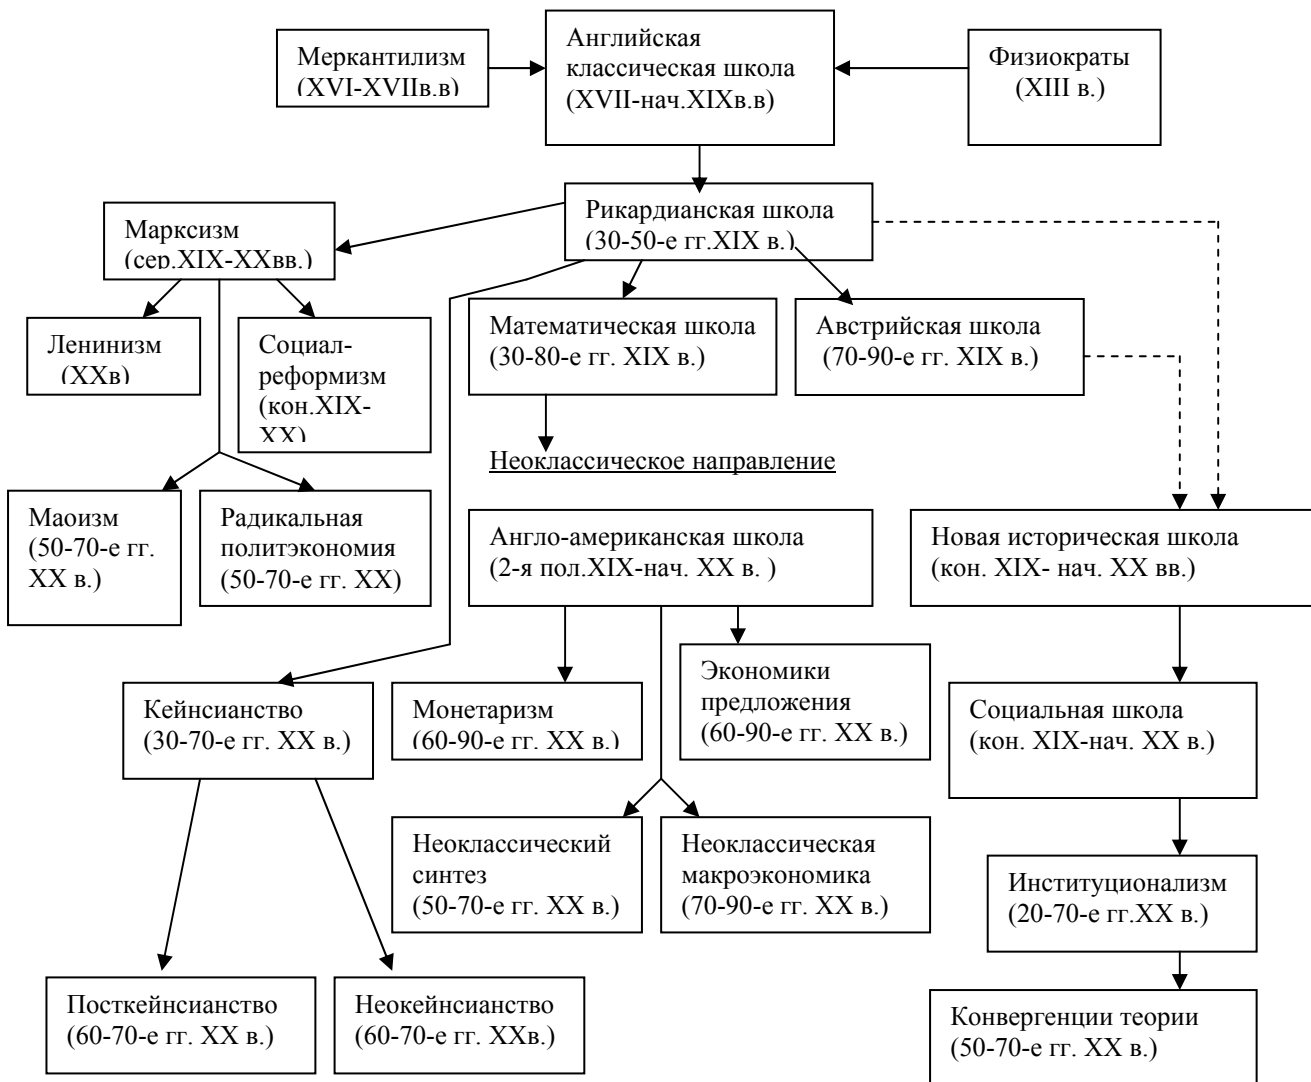 Меркантилизм
(XVI-XVIIв.в)
Английская
классическая школа
(XVII-нач.XIXв.в)
Физиократы
(XIII в.)
Марксизм
(сер.XIX-XXвв.)
Рикардианская школа
(30-50-е гг.XIX в.)
Ленинизм
(XXв)
Социал-
реформизм
(кон.XIX-
XX)
Математическая школа
(30-80-е гг. XIX в.)
Австрийская школа
(70-90-е гг. XIX в.)
Неоклассическое направление
Маоизм
(50-70-е гг.
XX в.)
Радикальная
политэкономия
(50-70-е гг. XX)
Англо-американская школа
(2-я пол.XIX-нач. XX в. )
Новая историческая школа
(кон. XIX- нач. XX вв.)
Кейнсианство
(30-70-е гг. XX в.)
Монетаризм
(60-90-е гг. XX в.)
Экономики
предложения
(60-90-е гг. XX в.)
Социальная школа
(кон. XIX-нач. XX в.)
Неоклассический
синтез
(50-70-е гг. XX в.)
Неоклассическая
макроэкономика
(70-90-е гг. XX в.)
Институционализм
(20-70-е гг.XX в.)
Посткейнсианство
(60-70-е гг. XX в.)
Неокейнсианство
(60-70-е гг. XXв.)
Конвергенции теории
(50-70-е гг. XX в.)